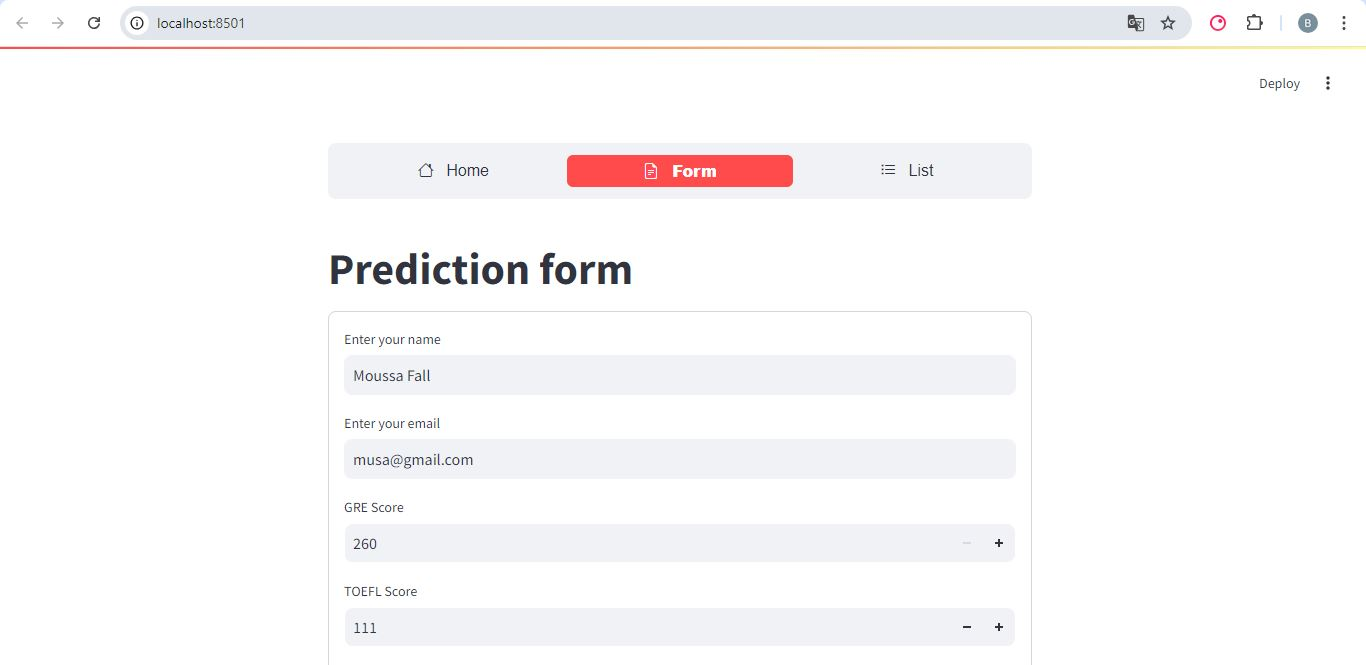 localhost:8501
B
Deploy
Home Form List
Prediction form
Enter your name
Moussa Fall
Enter your email
musa@gmail.com
GRE Score
260
TOEFL Score
111